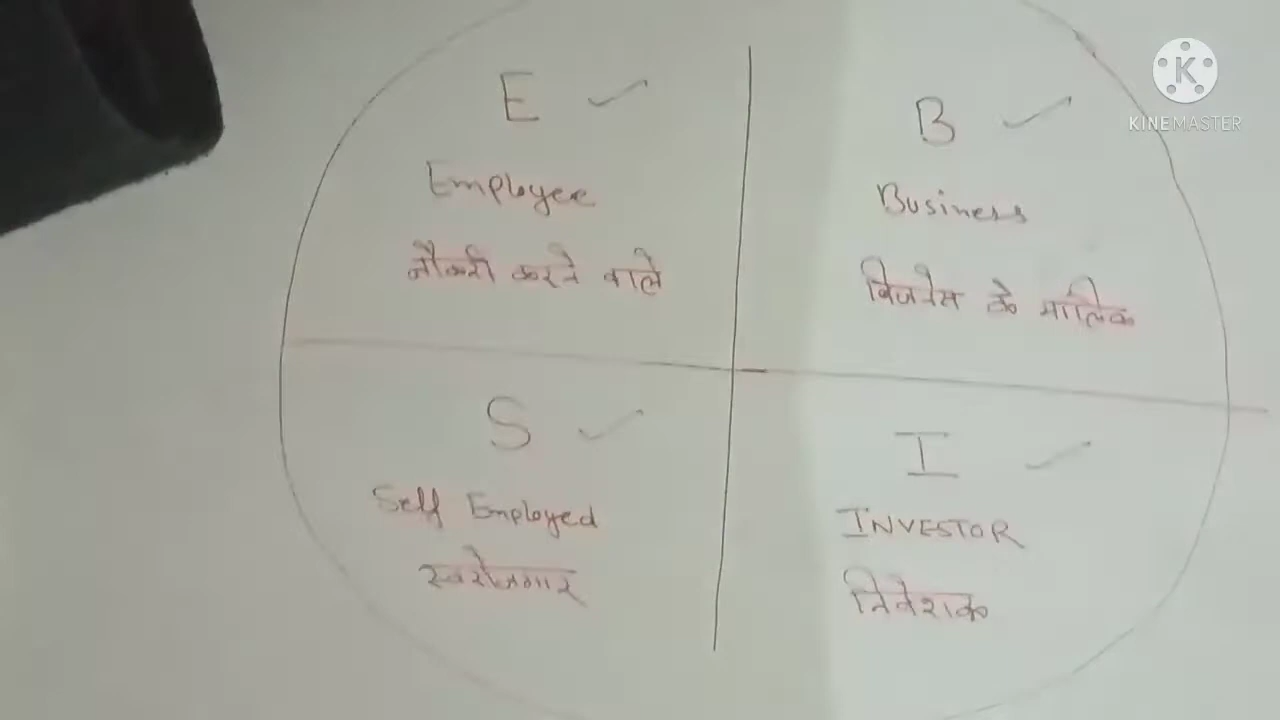 E
Employee
नौकरी करने वाले
B
Business
बिजनेस के मालिक
S
Self Employed
स्वरोजगार
I
INVESTOR
निवेशक
K
KINEMASTER